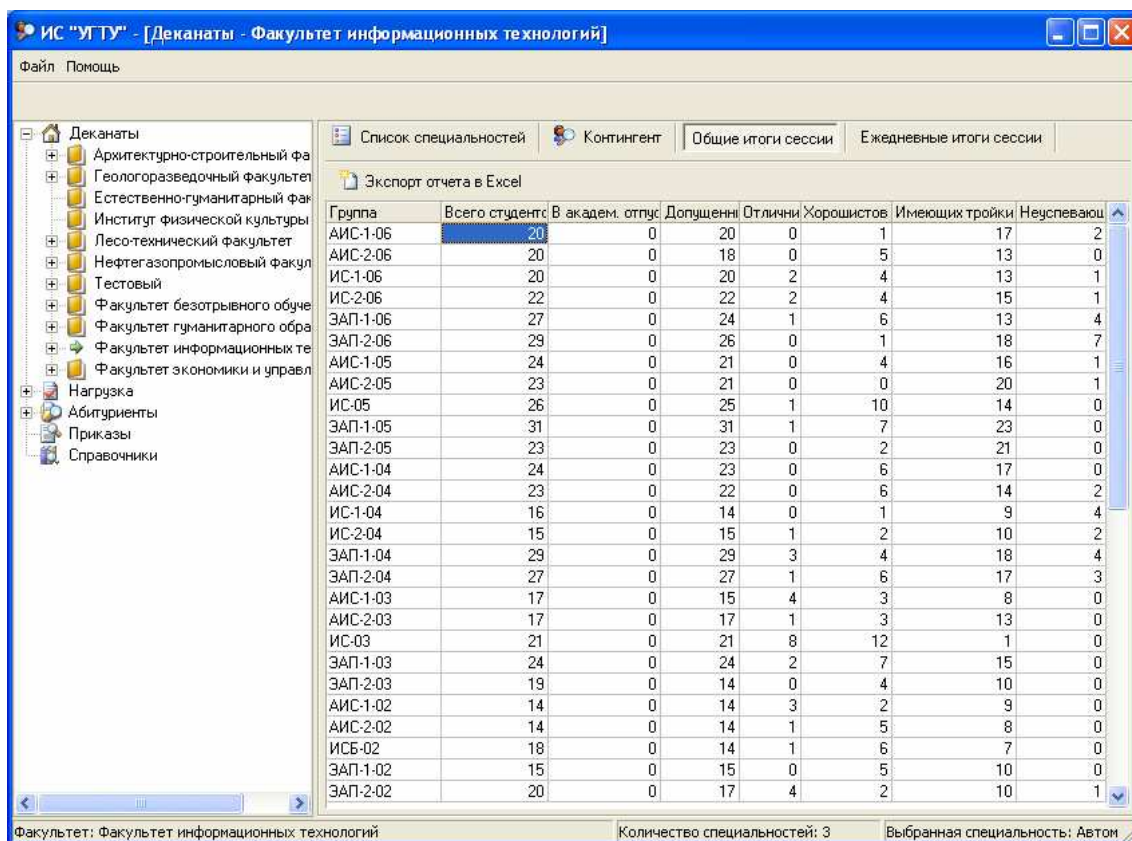 ИС "УГТУ" - [Деканаты - Факультет информационных технологий]
Файл Помощь
Деканаты
Архитектурно-строительный фа
Геологоразведочный факультет
Естественно-гуманитарный фак
Институт физической культуры
Лесо-технический факультет
Нефтегазопромысловый факул
Тестовый
Факультет безотрывного обуче
Факультет гуманитарного обра
Факультет информационных те
Факультет экономики и управл
Нагрузка
Абитуриенты
Приказы
Справочники
Список специальностей Контингент Общие итоги сессии Ежедневные итоги сессии
Экспорт отчета в Excel
Группа Всего студенто В академ. отпус Допущенны Отлични Хорошистов Имеющих тройки Неуспевающ
АИС-1-06 20 0 20 0 1 17 2
АИС-2-06 20 0 18 0 5 13 0
ИС-1-06 20 0 20 2 4 13 1
ИС-2-06 22 0 22 2 4 15 1
ЭАП-1-06 27 0 24 1 6 13 4
ЭАП-2-06 29 0 26 0 1 18 7
АИС-1-05 24 0 21 0 4 16 1
АИС-2-05 23 0 21 0 0 20 1
ИС-05 26 0 25 1 10 14 0
ЭАП-1-05 31 0 31 1 7 23 0
ЭАП-2-05 23 0 23 0 2 21 0
АИС-1-04 24 0 23 0 6 17 0
АИС-2-04 23 0 22 0 6 14 2
ИС-1-04 16 0 14 0 1 9 4
ИС-2-04 15 0 15 1 2 10 2
ЭАП-1-04 29 0 29 3 4 18 4
ЭАП-2-04 27 0 27 1 6 17 3
АИС-1-03 17 0 15 4 3 8 0
АИС-2-03 17 0 17 1 3 13 0
ИС-03 21 0 21 8 12 1 0
ЭАП-1-03 24 0 24 2 7 15 0
ЭАП-2-03 19 0 14 0 4 10 0
АИС-1-02 14 0 14 3 2 9 0
АИС-2-02 14 0 14 1 5 8 0
ИСБ-02 18 0 14 1 6 7 0
ЭАП-1-02 15 0 15 0 5 10 0
ЭАП-2-02 20 0 17 4 2 10 1
Факультет: Факультет информационных технологий Количество специальностей: 3 Выбранная специальность: Автом